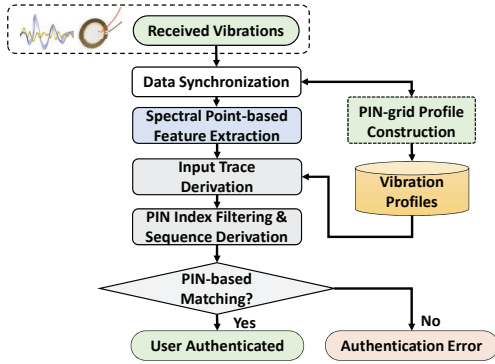 Received Vibrations
Data Synchronization
Spectral Point-based
Feature Extraction
PIN-grid Profile
Construction
Input Trace
Derivation
Vibration
Profiles
PIN Index Filtering &
Sequence Derivation
PIN-based
Matching?
Yes
No
User Authenticated
Authentication Error